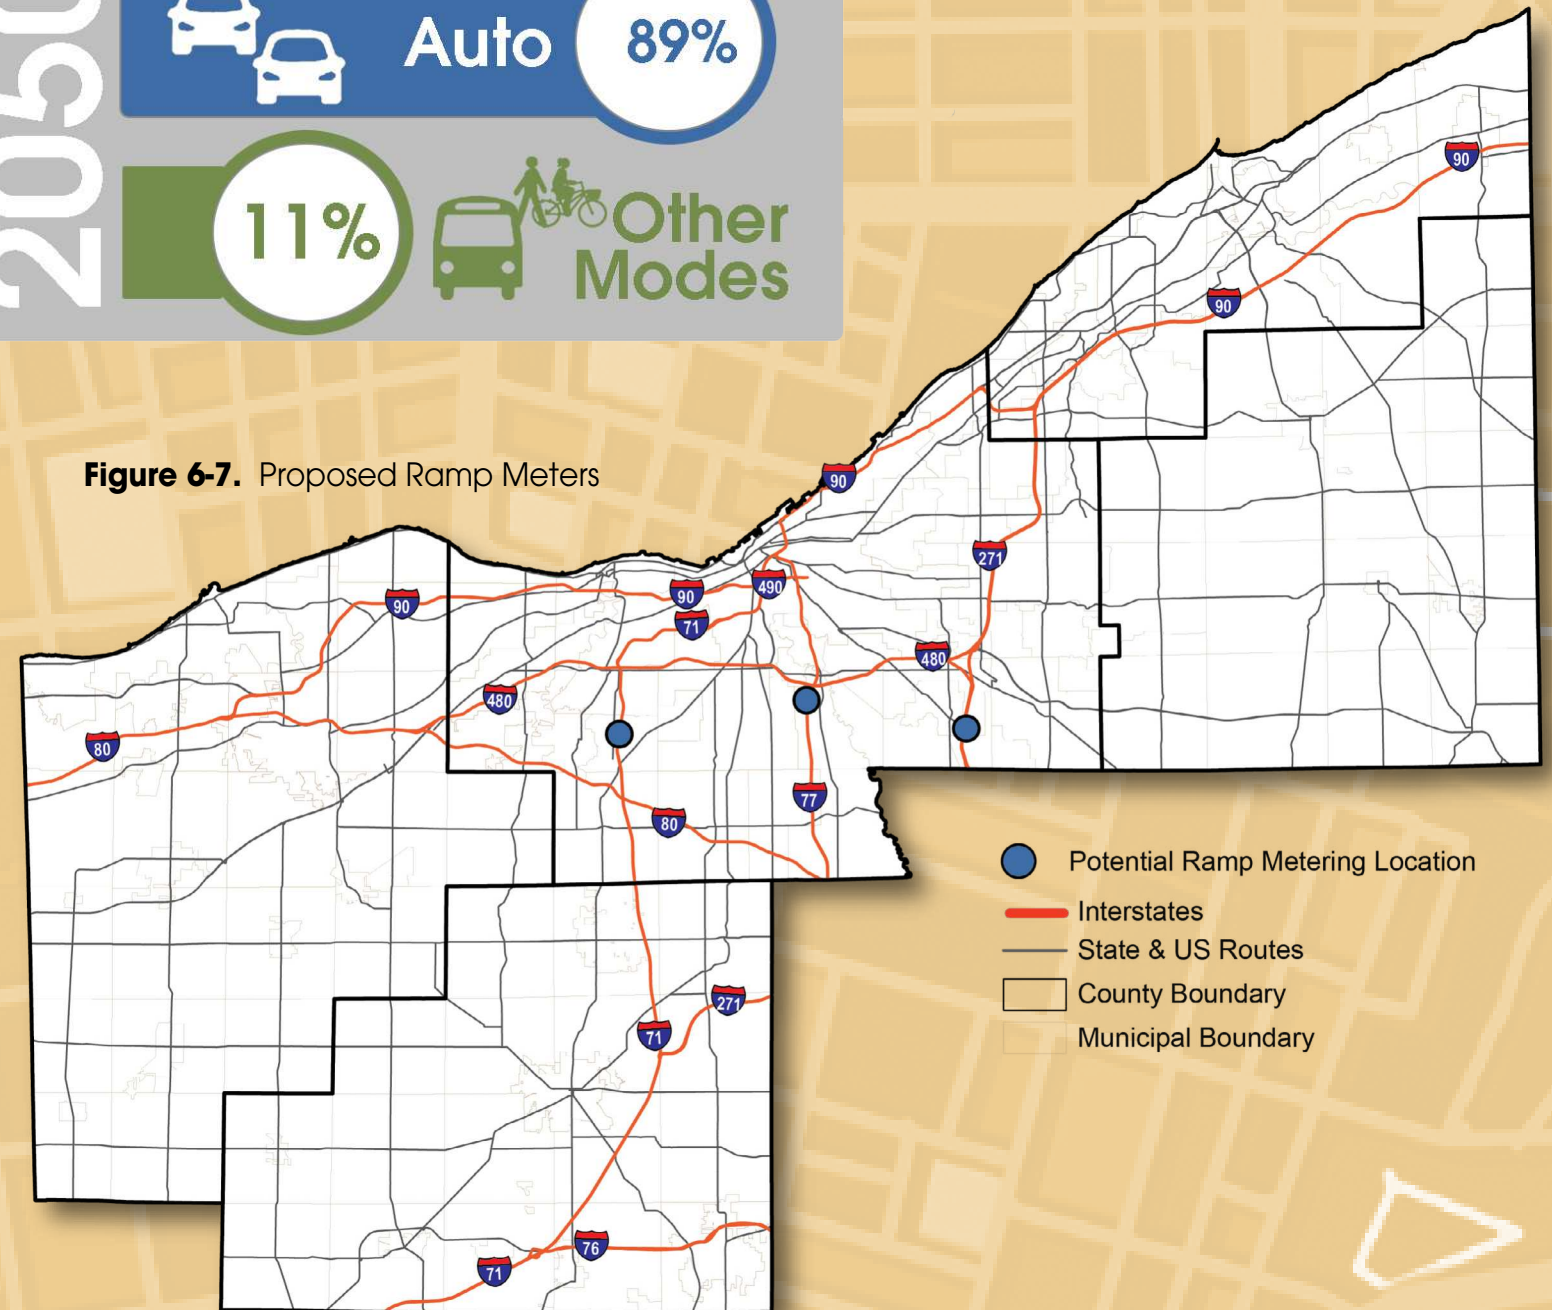 2050
Auto 89%
11% Other
Modes
Figure 6-7. Proposed Ramp Meters
90
90
90
271
90
90
490
71
480
480
80
77
80
271
71
76
71
Potential Ramp Metering Location
Interstates
State & US Routes
County Boundary
Municipal Boundary